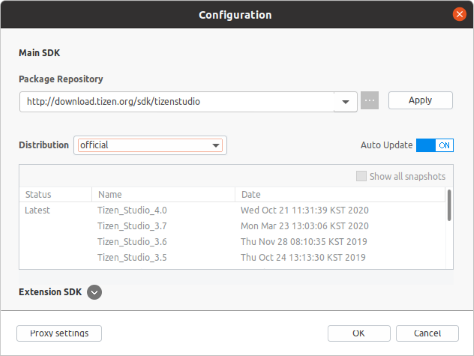 Configuration
Main SDK
Package Repository
http://download.tizen.org/sdk/tizenstudio ... Apply
Distribution official Auto Update ON
Show all snapshots
Status Name Date
Latest Tizen_Studio_4.0 Wed Oct 21 11:31:39 KST 2020
Tizen_Studio_3.7 Mon Mar 23 13:03:06 KST 2020
Tizen_Studio_3.6 Thu Nov 28 08:10:35 KST 2019
Tizen_Studio_3.5 Thu Oct 24 13:13:30 KST 2019
Extension SDK
Proxy settings OK Cancel